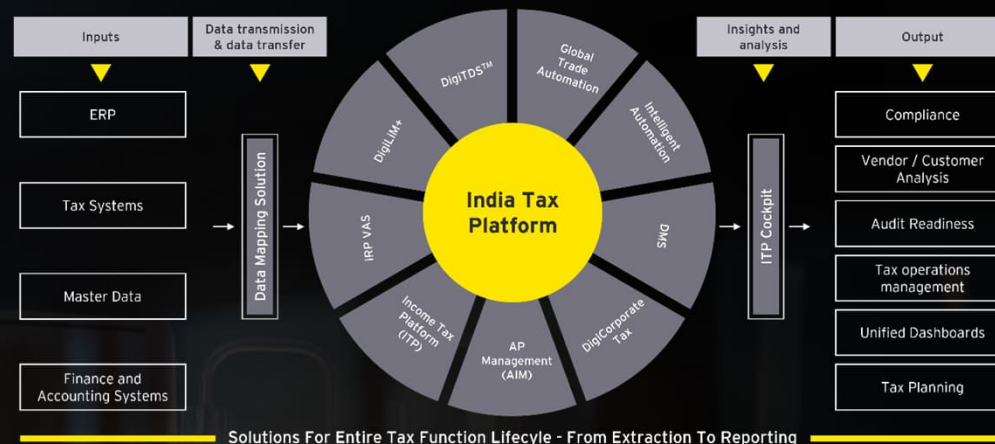 Inputs
Data transmission
& data transfer
Insights and
analysis
Output
ERP
Tax Systems
Master Data
Finance and
Accounting Systems
Data Mapping Solution
India Tax
Platform
DigiTDS™
Global
Trade
Automation
Intelligent
Automation
DMS
DigiCorporate
Tax
AP
Management
(AIM)
Income Tax
Platform
(ITP)
IRP VAS
DigiLIM+
ITP Cockpit
Compliance
Vendor / Customer
Analysis
Audit Readiness
Tax operations
management
Unified Dashboards
Tax Planning
Solutions For Entire Tax Function Lifecyle - From Extraction To Reporting